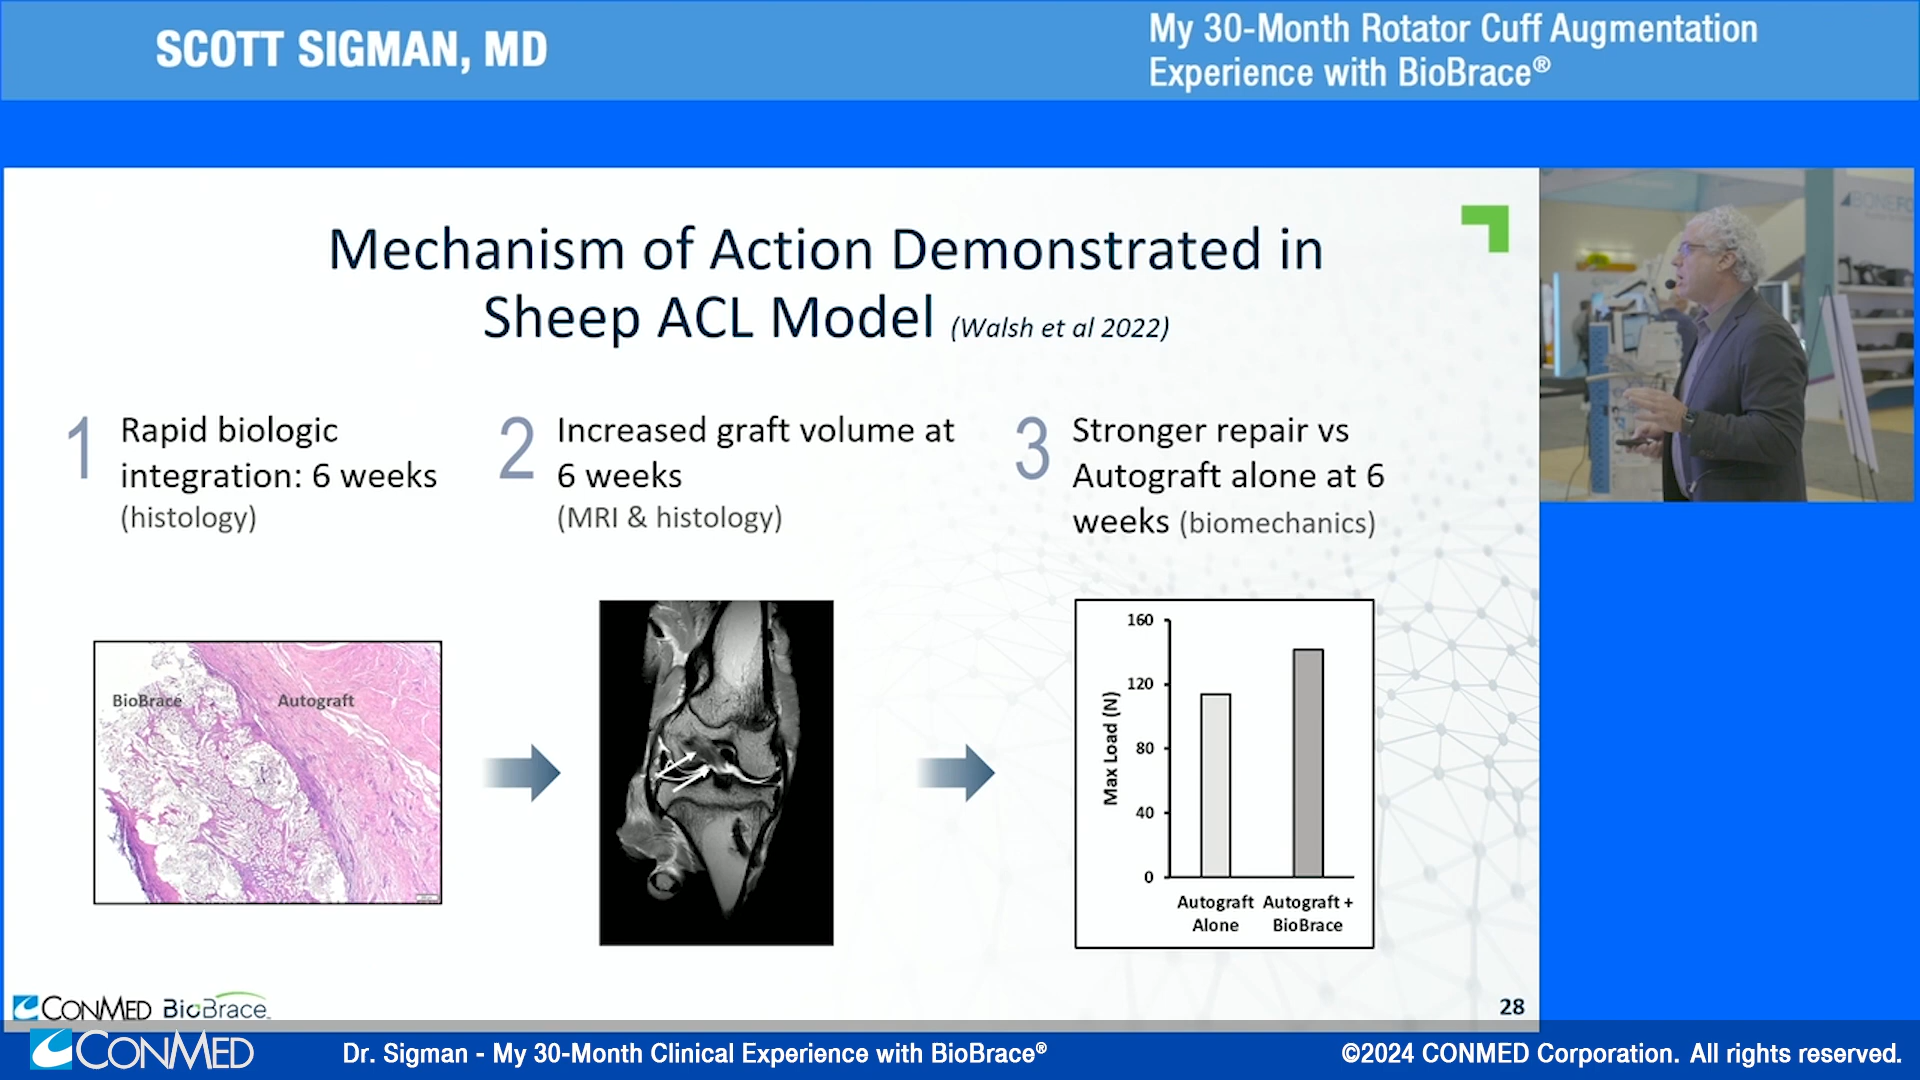 SCOTT SIGMAN, MD
My 30-Month Rotator Cuff Augmentation
Experience with BioBrace®
Mechanism of Action Demonstrated in
Sheep ACL Model (Walsh et al 2022)
1 Rapid biologic
integration: 6 weeks
(histology)
2 Increased graft volume at
6 weeks
(MRI & histology)
3 Stronger repair vs
Autograft alone at 6
weeks (biomechanics)
BioBrace
Autograft
Max Load (N)
160
120
80
40
0
Autograft
Alone
Autograft +
BioBrace
CONMED BioBrace
28
CONMED
Dr. Sigman - My 30-Month Clinical Experience with BioBrace®
©2024 CONMED Corporation. All rights reserved.